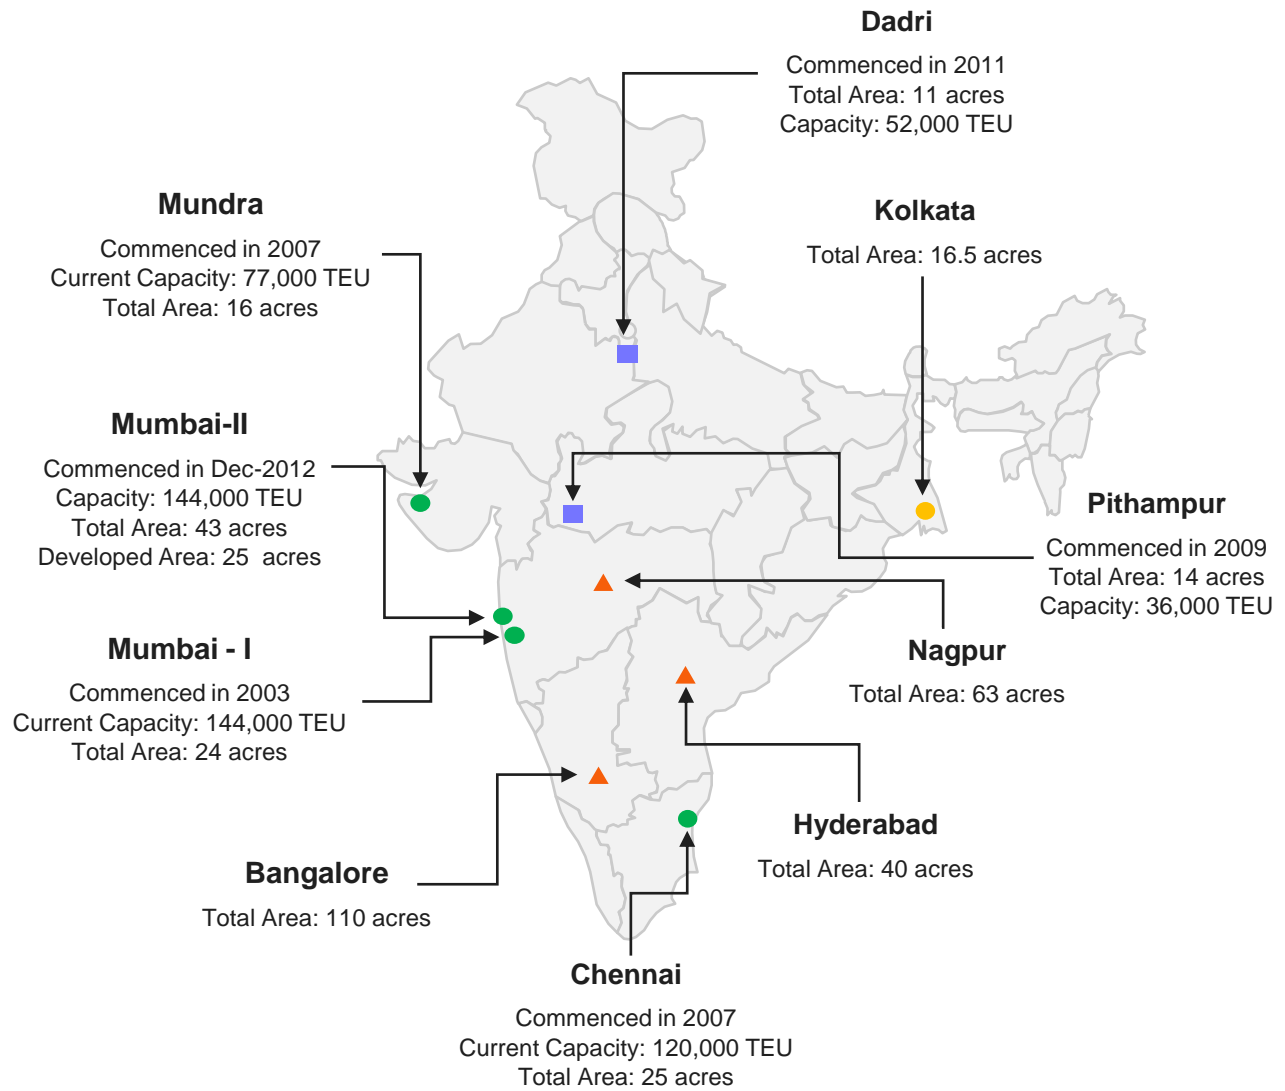 Dadri
Commenced in 2011
Total Area: 11 acres
Capacity: 52,000 TEU
Mundra
Commenced in 2007
Current Capacity: 77,000 TEU
Total Area: 16 acres
Kolkata
Total Area: 16.5 acres
Mumbai-II
Commenced in Dec-2012
Capacity: 144,000 TEU
Total Area: 43 acres
Developed Area: 25 acres
Pithampur
Commenced in 2009
Total Area: 14 acres
Capacity: 36,000 TEU
Mumbai - I
Commenced in 2003
Current Capacity: 144,000 TEU
Total Area: 24 acres
Nagpur
Total Area: 63 acres
Hyderabad
Total Area: 40 acres
Bangalore
Total Area: 110 acres
Chennai
Commenced in 2007
Current Capacity: 120,000 TEU
Total Area: 25 acres